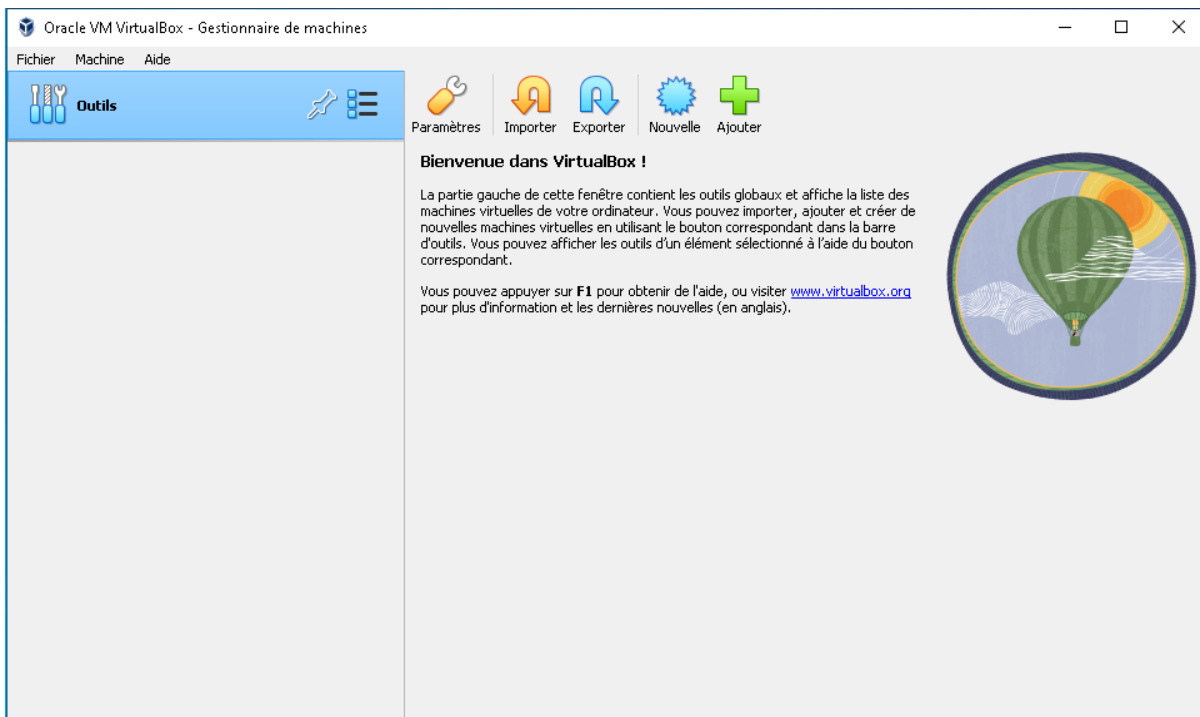 Oracle VM VirtualBox - Gestionnaire de machines
Fichier Machine Aide
Outils
Paramètres Importer Exporter Nouvelle Ajouter
Bienvenue dans VirtualBox !
La partie gauche de cette fenêtre contient les outils globaux et affiche la liste des
machines virtuelles de votre ordinateur. Vous pouvez importer, ajouter et créer de
nouvelles machines virtuelles en utilisant le bouton correspondant dans la barre
d'outils. Vous pouvez afficher les outils d’un élément sélectionné à l’aide du bouton
correspondant.
Vous pouvez appuyer sur F1 pour obtenir de l'aide, ou visiter www.virtualbox.org
pour plus d'information et les dernières nouvelles (en anglais).